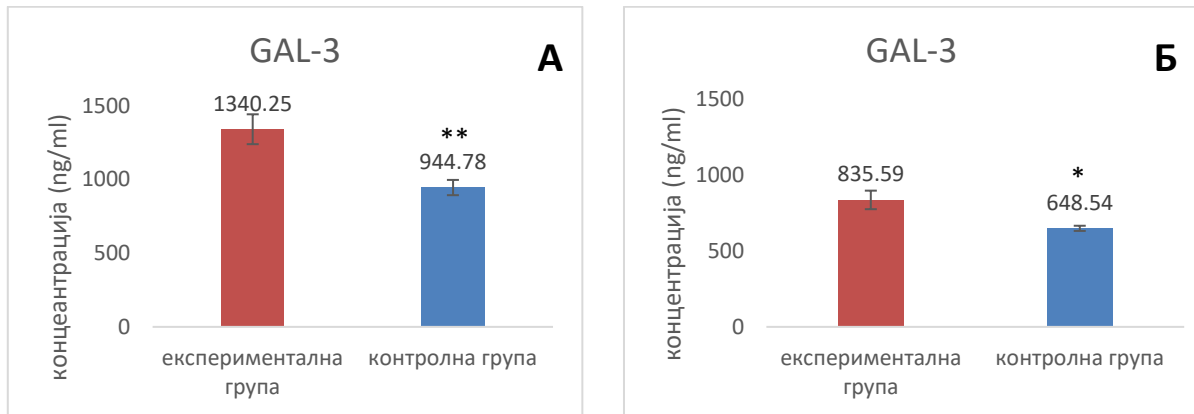 GAL-3
А
концеантрација (ng/ml)
1500
1000
500
0
1340.25
**
944.78
експериментална
група
контролна група
GAL-3
Б
концентрација (ng/ml)
1500
1000
500
0
835.59
*
648.54
експериментална
група
контролна група